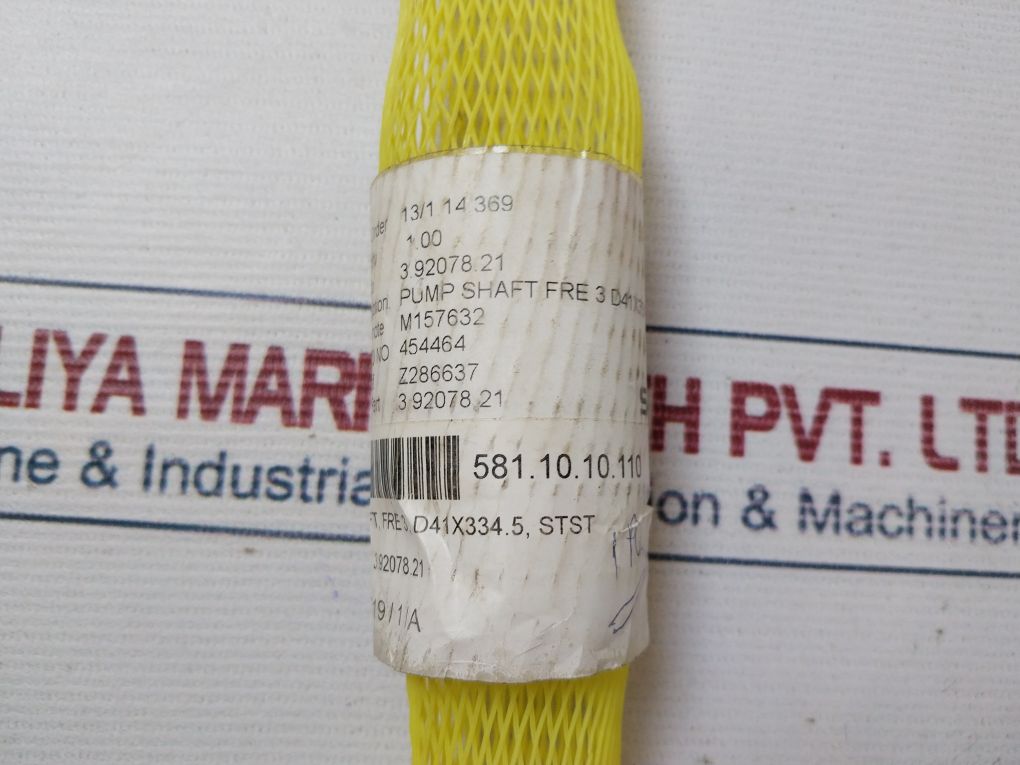 13/1 14 369
1.00
3.92078.21
PUMP SHAFT FRE 3
M157632
NO 454464
Z286637
3.92078.21
LIYA MAR H PVT. LTD
581.10.10.110
ne & Industria on & Machiner
FRE3, D41X334.5, STST
3.92078.21
19/1/A